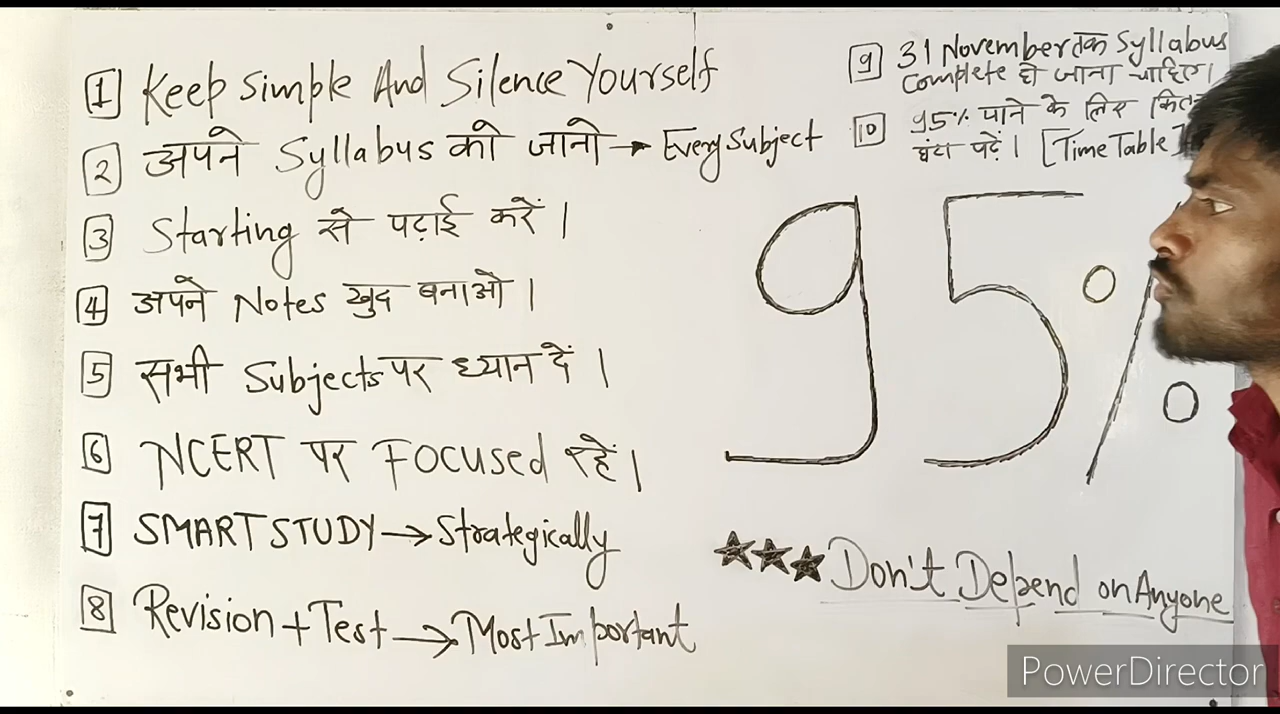 1 Keep Simple And Silence Yourself
2 अपने Syllabus को जानो → Every Subject
3 Starting से पढ़ाई करें |
4 अपने Notes खुद बनाओ |
5 सभी Subjects पर ध्यान दें |
6 NCERT पर Focused रहें |
7 SMART STUDY → Strategically
8 Revision + Test → Most Important
9 31 November तक Syllabus
Complete हो जाना चाहिए |
10 95% पाने के लिए
घंटा पढ़ें | [Time Table
95%
★★★ Don't Depend on Anyone
PowerDirector